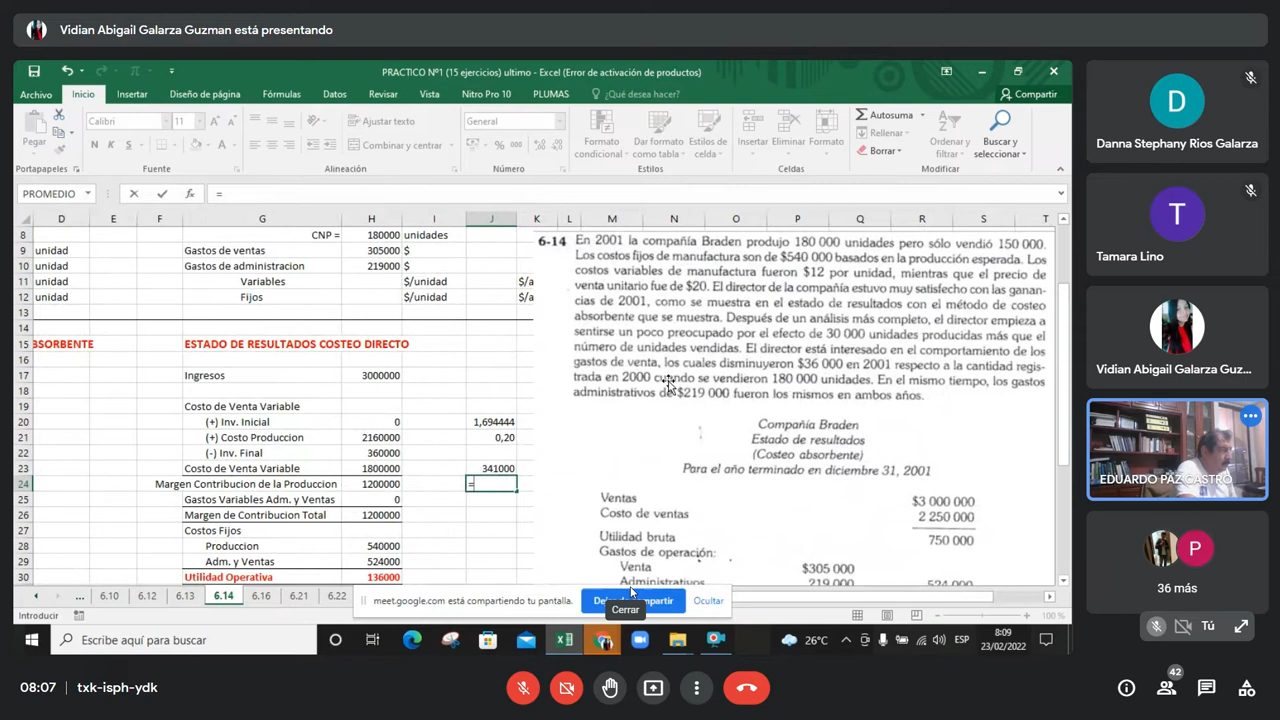 Vidian Abigail Galarza Guzman está presentando
PRACTICO Nº1 (15 ejercicios) ultimo - Excel (Error de activación de productos)
Archivo Inicio Insertar Diseño de página Fórmulas Datos Revisar Vista Nitro Pro 10 PLUMAS ¿Qué desea hacer? Compartir
Pegar
Calibri 11
N K S
Ajustar texto
Combinar y centrar
General
% 000
Formato condicional
Dar formato como tabla
Estilos de celda
Insertar Eliminar Formato
Autosuma
Rellenar
Borrar
Ordenar y filtrar
Buscar y seleccionar
Portapapeles Fuente Alineación Número Estilos Celdas Modificar
PROMEDIO fx =
D E F G H I J K L M N O P Q R S T
8 CNP = 180000 unidades
9 unidad Gastos de ventas 305000 $
10 unidad Gastos de administracion 219000 $
11 unidad Variables $/unidad $/a
12 unidad Fijos $/unidad $/a
13
14
15 BSORBENTE ESTADO DE RESULTADOS COSTEO DIRECTO
16
17 Ingresos 3000000
18
19 Costo de Venta Variable
20 (+) Inv. Inicial 0 1,694444
21 (+) Costo Produccion 2160000 0,20
22 (-) Inv. Final 360000
23 Costo de Venta Variable 1800000 341000
24 Margen Contribucion de la Produccion 1200000 =
25 Gastos Variables Adm. y Ventas 0
26 Margen de Contribucion Total 1200000
27 Costos Fijos
28 Produccion 540000
29 Adm. y Ventas 524000
30 Utilidad Operativa 136000
6-14 En 2001 la compañía Braden produjo 180 000 unidades pero sólo vendió 150 000.
Los costos fijos de manufactura son de $540 000 basados en la producción esperada. Los
costos variables de manufactura fueron $12 por unidad, mientras que el precio de
venta unitario fue de $20. El director de la compañía estuvo muy satisfecho con las ganan-
cias de 2001, como se muestra en el estado de resultados con el método de costeo
absorbente que se muestra. Después de un análisis más completo, el director empieza a
sentirse un poco preocupado por el efecto de 30 000 unidades producidas más que el
número de unidades vendidas. El director está interesado en el comportamiento de los
gastos de venta, los cuales disminuyeron $36 000 en 2001 respecto a la cantidad regis-
trada en 2000 cuando se vendieron 180 000 unidades. En el mismo tiempo, los gastos
administrativos de $219 000 fueron los mismos en ambos años.
Compañía Braden
Estado de resultados
(Costeo absorbente)
Para el año terminado en diciembre 31, 2001
Ventas $3 000 000
Costo de ventas 2 250 000
Utilidad bruta 750 000
Gastos de operación:
Venta $305 000
Administrativos 219 000 524 000
... 6.10 6.12 6.13 6.14 6.16 6.21 6.22
Introducir
100 %
meet.google.com está compartiendo tu pantalla. Dejar de compartir Ocultar
Cerrar
Escribe aquí para buscar
26°C ESP
8:09
23/02/2022
D
Danna Stephany Rios Galarza
T
Tamara Lino
Vidian Abigail Galarza Guz...
EDUARDO PAZ CASTRO
P
36 más
Tú
08:07 txk-isph-ydk
42